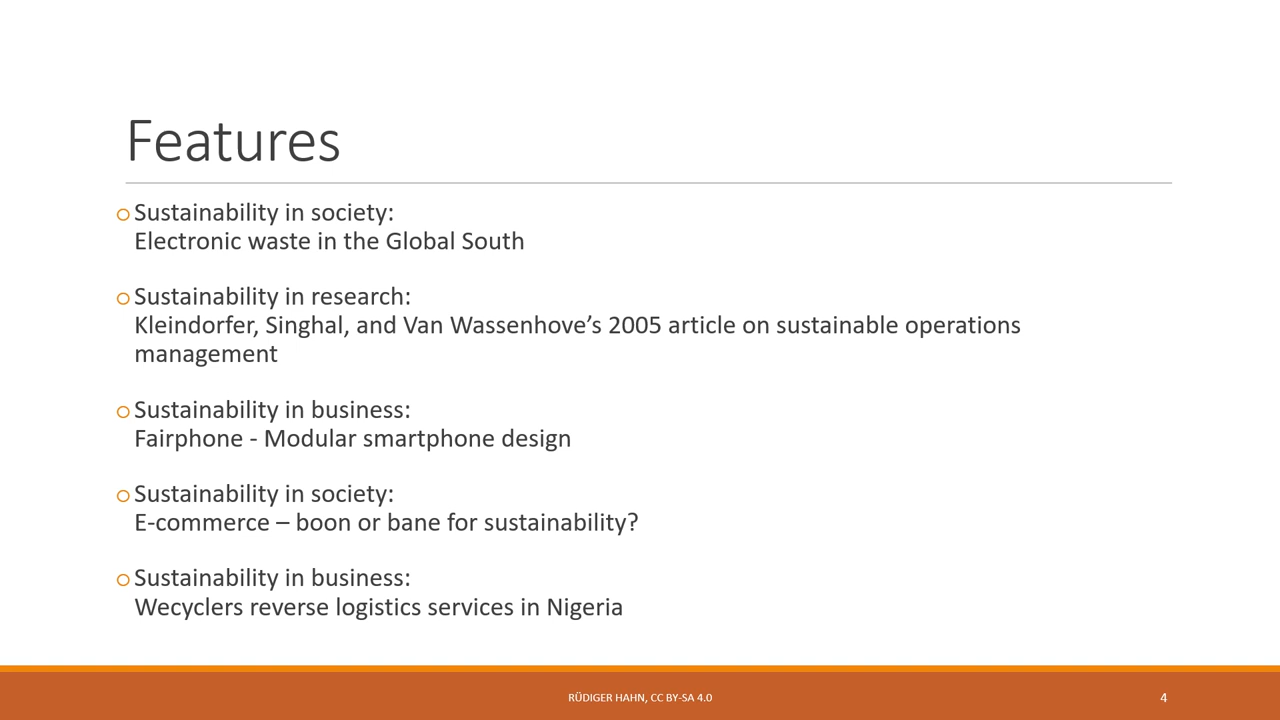 Features
Sustainability in society:
Electronic waste in the Global South
Sustainability in research:
Kleindorfer, Singhal, and Van Wassenhove’s 2005 article on sustainable operations
management
Sustainability in business:
Fairphone - Modular smartphone design
Sustainability in society:
E-commerce – boon or bane for sustainability?
Sustainability in business:
Wecyclers reverse logistics services in Nigeria
RÜDIGER HAHN, CC BY-SA 4.0
4